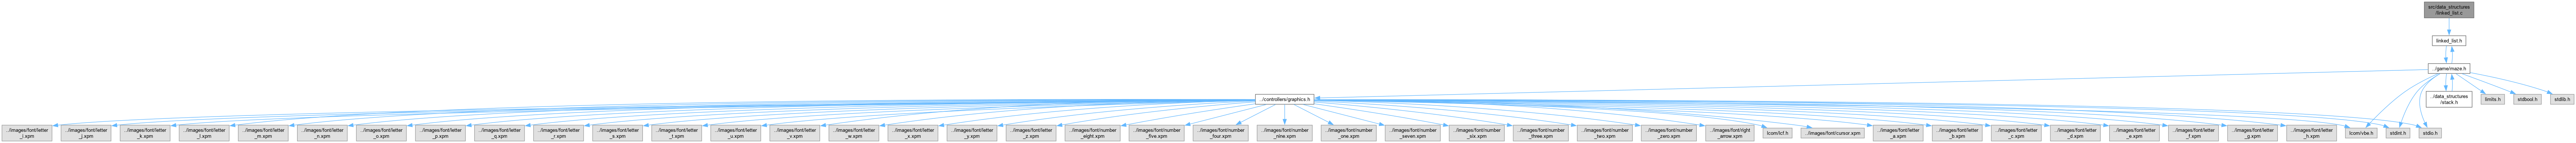 src/data_structures
/linked_list.c
linked_list.h
../game/maze.h
../controllers/graphics.h
../data_structures
/stack.h
limits.h
stdbool.h
stdlib.h
../images/font/letter
_i.xpm
../images/font/letter
_j.xpm
../images/font/letter
_k.xpm
../images/font/letter
_l.xpm
../images/font/letter
_m.xpm
../images/font/letter
_n.xpm
../images/font/letter
_o.xpm
../images/font/letter
_p.xpm
../images/font/letter
_q.xpm
../images/font/letter
_r.xpm
../images/font/letter
_s.xpm
../images/font/letter
_t.xpm
../images/font/letter
_u.xpm
../images/font/letter
_v.xpm
../images/font/letter
_w.xpm
../images/font/letter
_x.xpm
../images/font/letter
_y.xpm
../images/font/letter
_z.xpm
../images/font/number
_eight.xpm
../images/font/number
_five.xpm
../images/font/number
_four.xpm
../images/font/number
_nine.xpm
../images/font/number
_one.xpm
../images/font/number
_seven.xpm
../images/font/number
_six.xpm
../images/font/number
_three.xpm
../images/font/number
_two.xpm
../images/font/number
_zero.xpm
../images/font/right
_arrow.xpm
lcom/lcf.h
../images/font/cursor.xpm
../images/font/letter
_a.xpm
../images/font/letter
_b.xpm
../images/font/letter
_c.xpm
../images/font/letter
_d.xpm
../images/font/letter
_e.xpm
../images/font/letter
_f.xpm
../images/font/letter
_g.xpm
../images/font/letter
_h.xpm
lcom/vbe.h
stdint.h
stdio.h